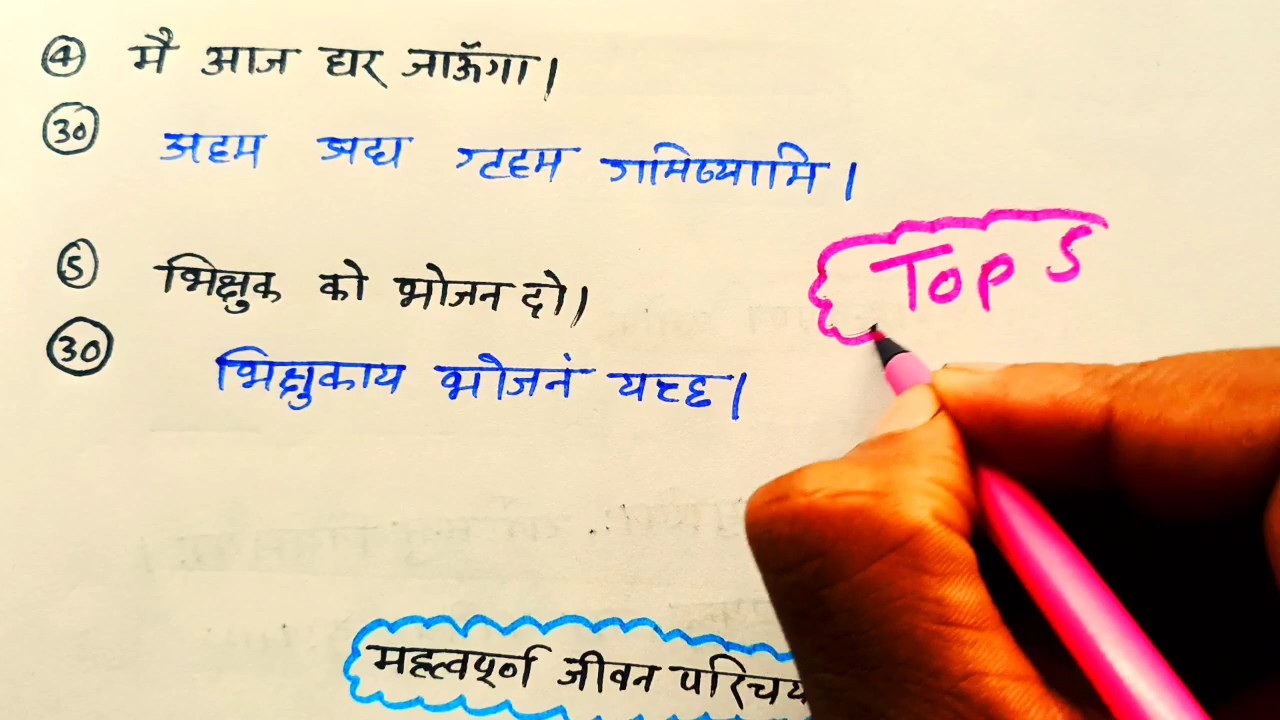 ④ मै आज घर जाऊँगा।
㉚ अहम अद्य गृहम गमिष्यामि।
Top 5
⑤ भिक्षुक को भोजन दो।
㉚ भिक्षुकाय भोजनं यच्छ।
महत्वपूर्ण जीवन परिचय